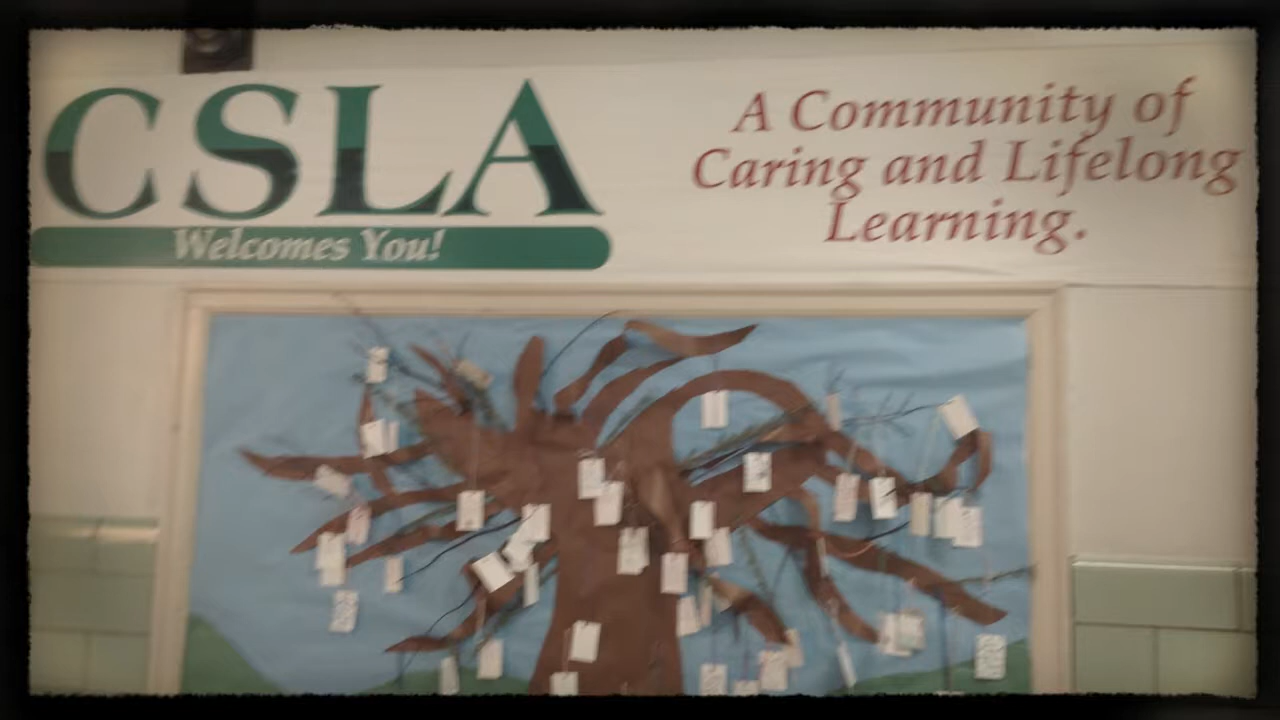 CSLA
Welcomes You!
A Community of
Caring and Lifelong
Learning.